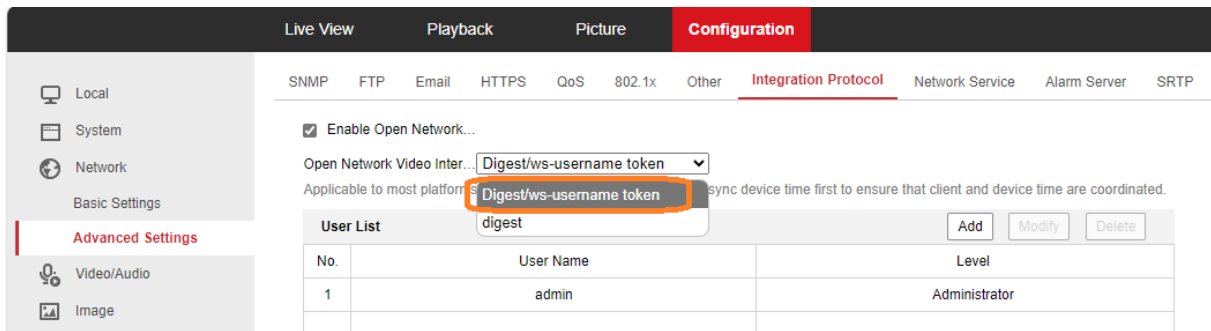 Live View Playback Picture Configuration
SNMP FTP Email HTTPS QoS 802.1x Other Integration Protocol Network Service Alarm Server SRTP
Local
System
Network
Basic Settings
Advanced Settings
Video/Audio
Image
Enable Open Network...
Open Network Video Inter... Digest/ws-username token
Applicable to most platforms sync device time first to ensure that client and device time are coordinated.
Digest/ws-username token
digest
User List Add Modify Delete
No. User Name Level
1 admin Administrator